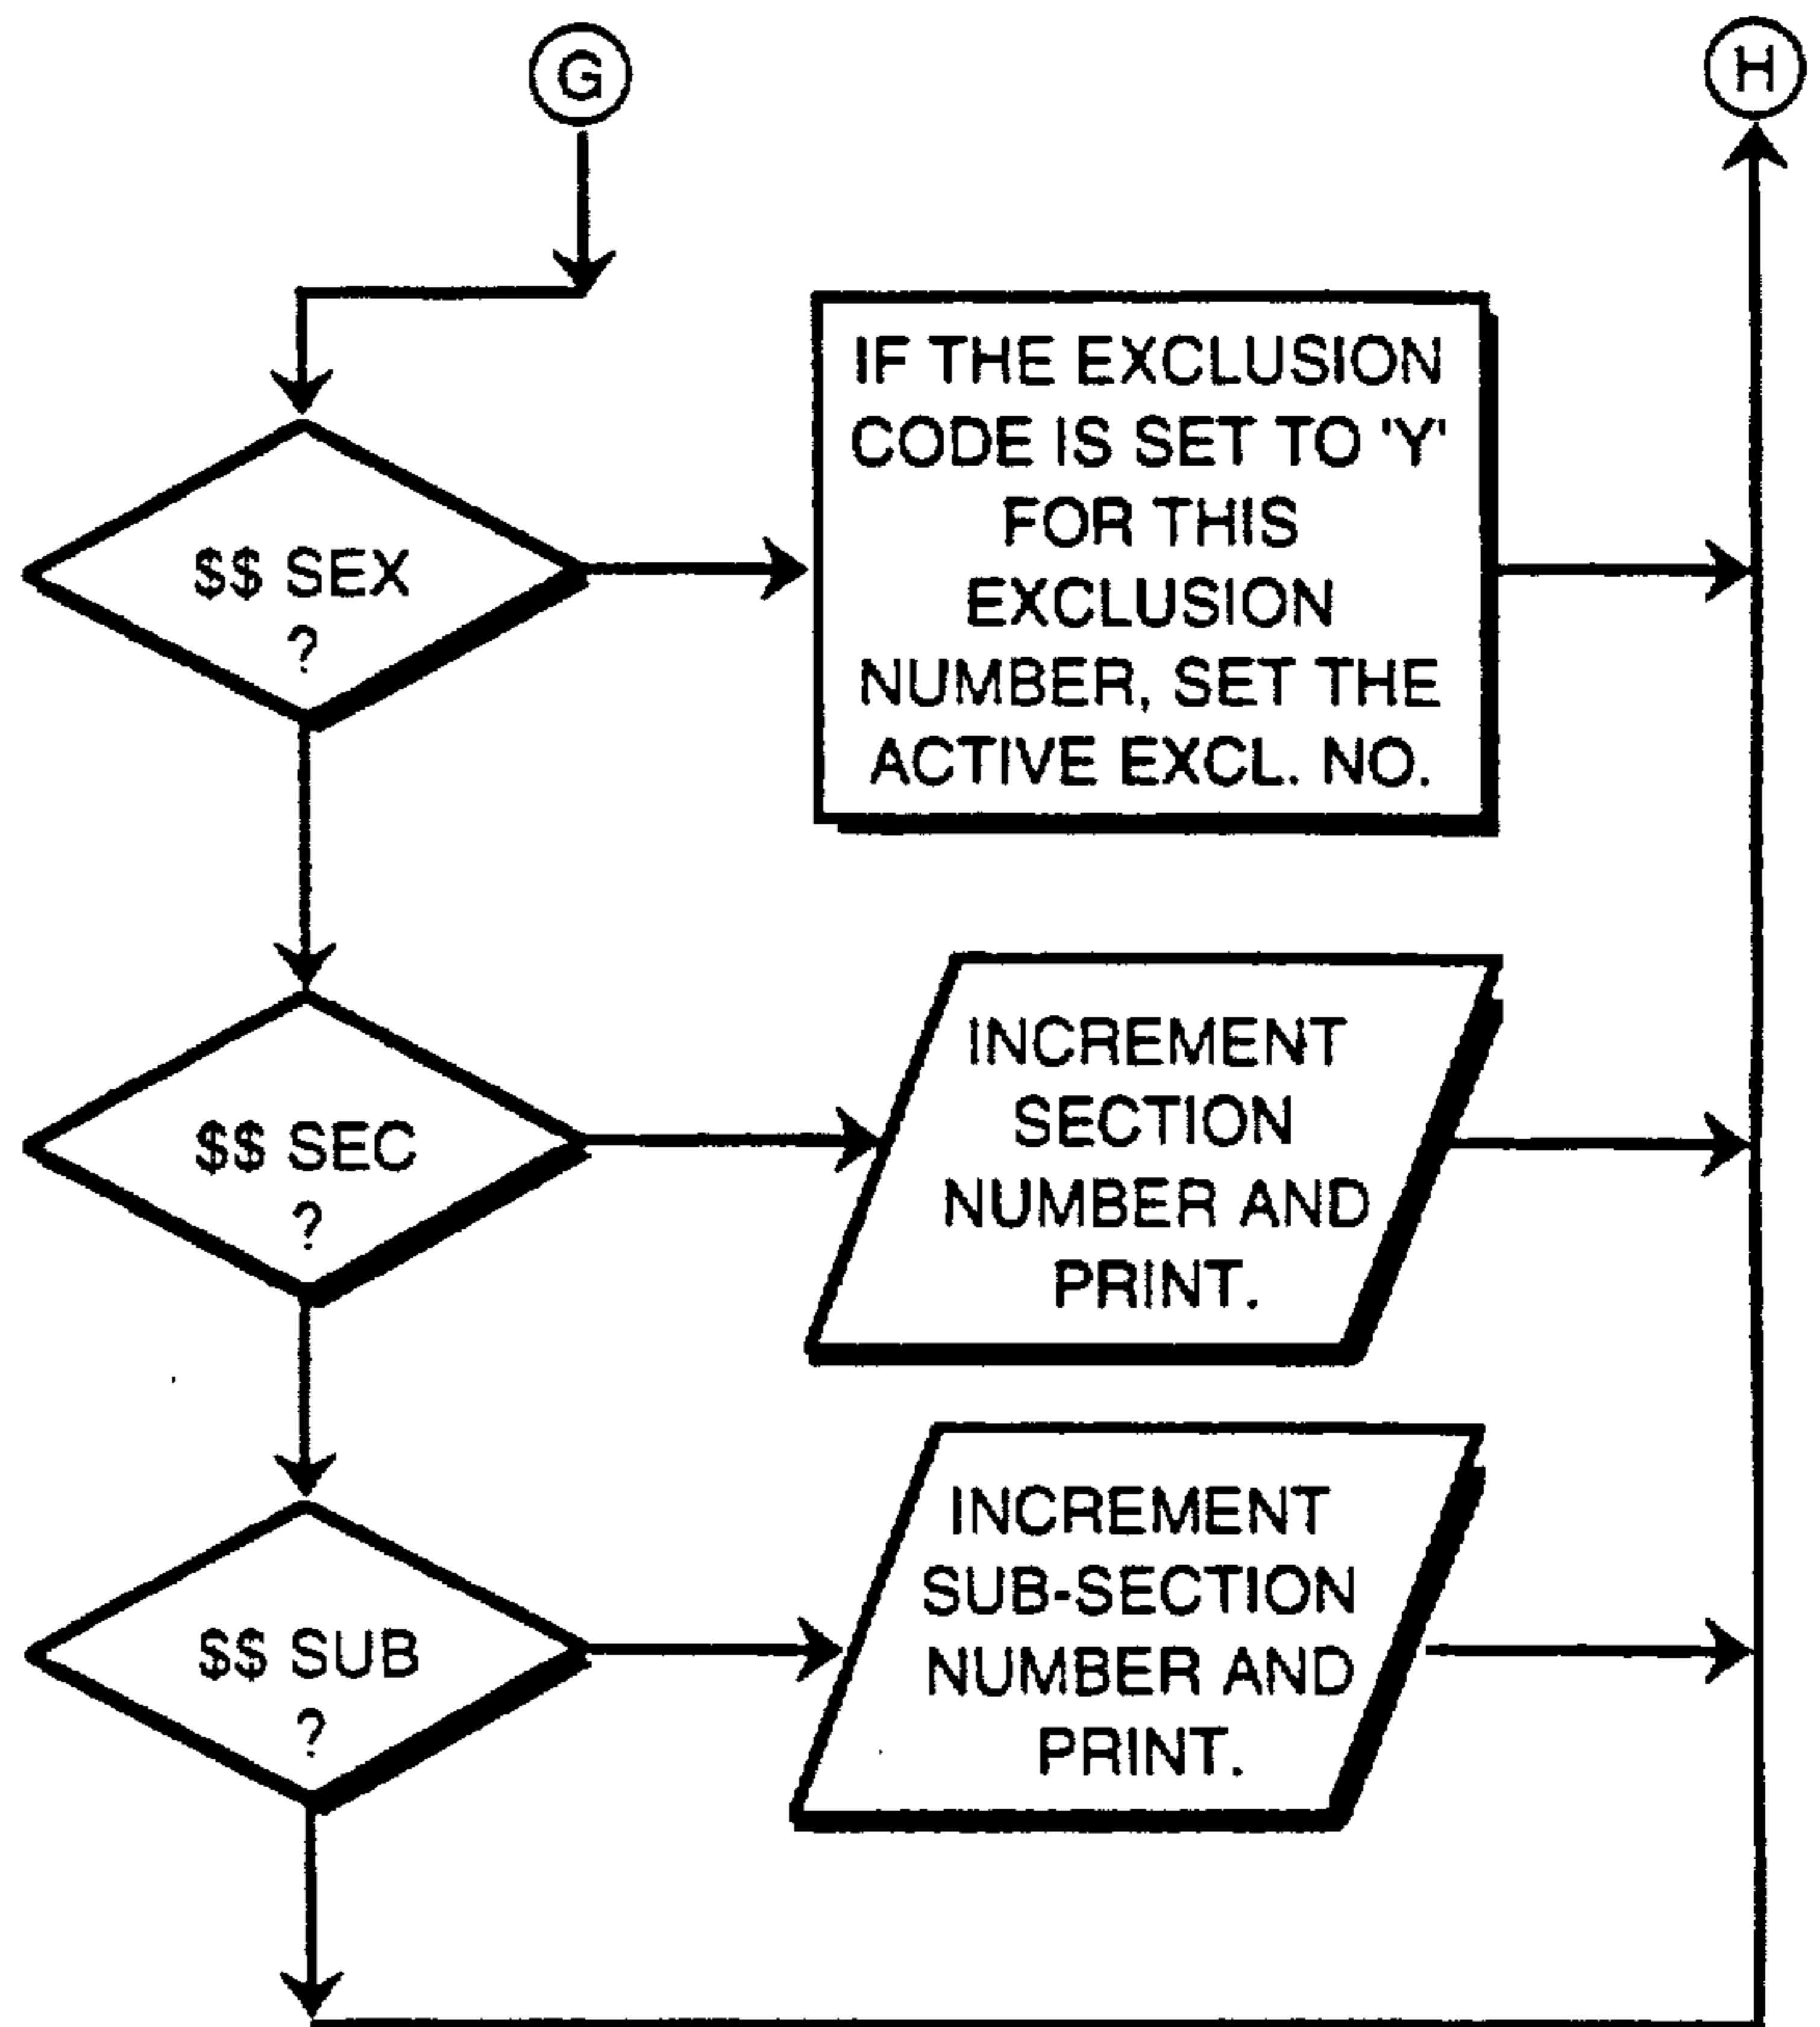 G
H
$$ SEX
?
IF THE EXCLUSION
CODE IS SET TO 'Y'
FOR THIS
EXCLUSION
NUMBER, SET THE
ACTIVE EXCL. NO.
$$ SEC
?
INCREMENT
SECTION
NUMBER AND
PRINT.
$$ SUB
?
INCREMENT
SUB-SECTION
NUMBER AND
PRINT.